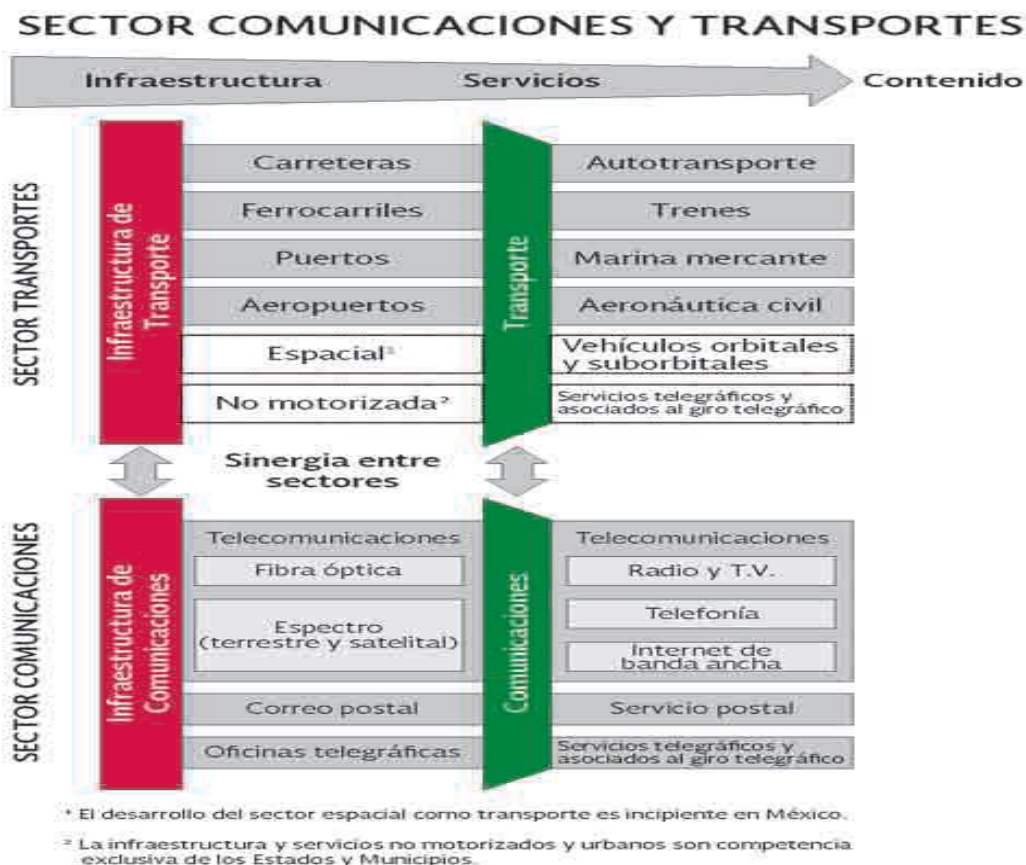 SECTOR COMUNICACIONES Y TRANSPORTES
Infraestructura
Servicios
Contenido
SECTOR TRANSPORTES
Infraestructura de
Transporte
Carreteras
Ferrocarriles
Puertos
Aeropuertos
Espacial¹
No motorizada²
Transporte
Autotransporte
Trenes
Marina mercante
Aeronáutica civil
Vehículos orbitales
y suborbitales
Servicios telegráficos y
asociados al giro telegráfico
Sinergia entre
sectores
SECTOR COMUNICACIONES
Infraestructura de
Comunicaciones
Telecomunicaciones
Fibra óptica
Espectro
(terrestre y satelital)
Correo postal
Oficinas telegráficas
Comunicaciones
Telecomunicaciones
Radio y T.V.
Telefonía
Internet de
banda ancha
Servicio postal
Servicios telegráficos y
asociados al giro telegráfico
¹ El desarrollo del sector espacial como transporte es incipiente en México.
² La infraestructura y servicios no motorizados y urbanos son competencia
exclusiva de los Estados y Municipios.